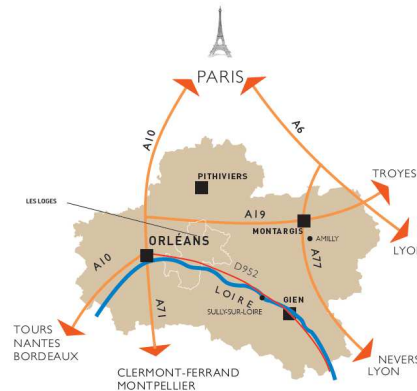 PARIS
A10
A6
PITHIVIERS
TROYES
LES LOGES
A19
MONTARGIS
LYON
AMILLY
ORLÉANS
A10
D952
A77
LOIRE
GIEN
SULLY-SUR-LOIRE
A71
TOURS
NANTES
BORDEAUX
NEVERS
LYON
CLERMONT-FERRAND
MONTPELLIER